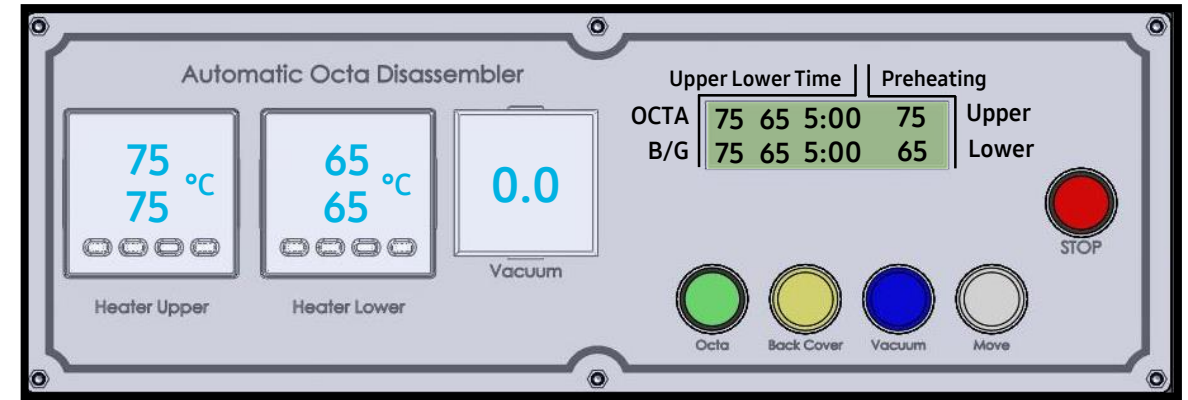 Automatic Octa Disassembler
75
75 °C
Heater Upper
65
65 °C
Heater Lower
0.0
Vacuum
Upper Lower Time Preheating
OCTA 75 65 5:00 75 Upper
B/G 75 65 5:00 65 Lower
STOP
Octa Back Cover Vacuum Move